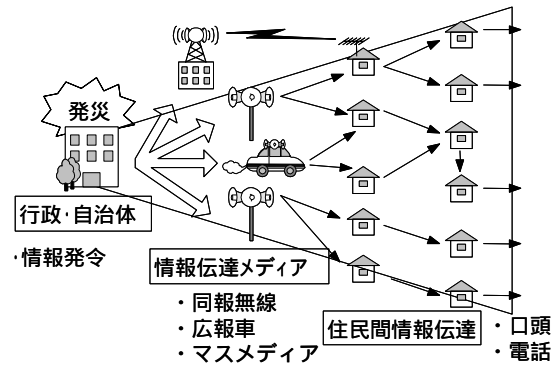 発災
行政・自治体
・情報発令
情報伝達メディア
・同報無線
・広報車
・マスメディア
住民間情報伝達
・口頭
・電話